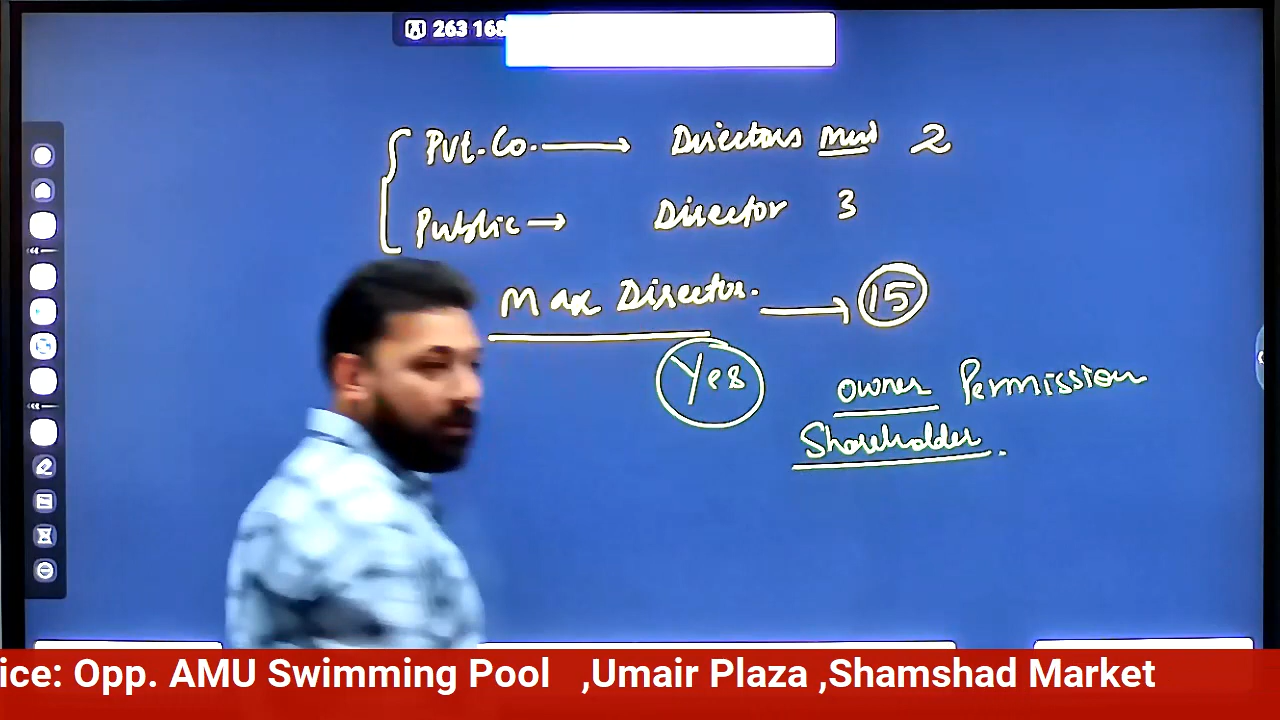 263 168
Pvt. Co. → Directors Min 2
Public → Director 3
Max Director. → 15
Yes owner Permission
Shareholder.
ice: Opp. AMU Swimming Pool ,Umair Plaza ,Shamshad Market